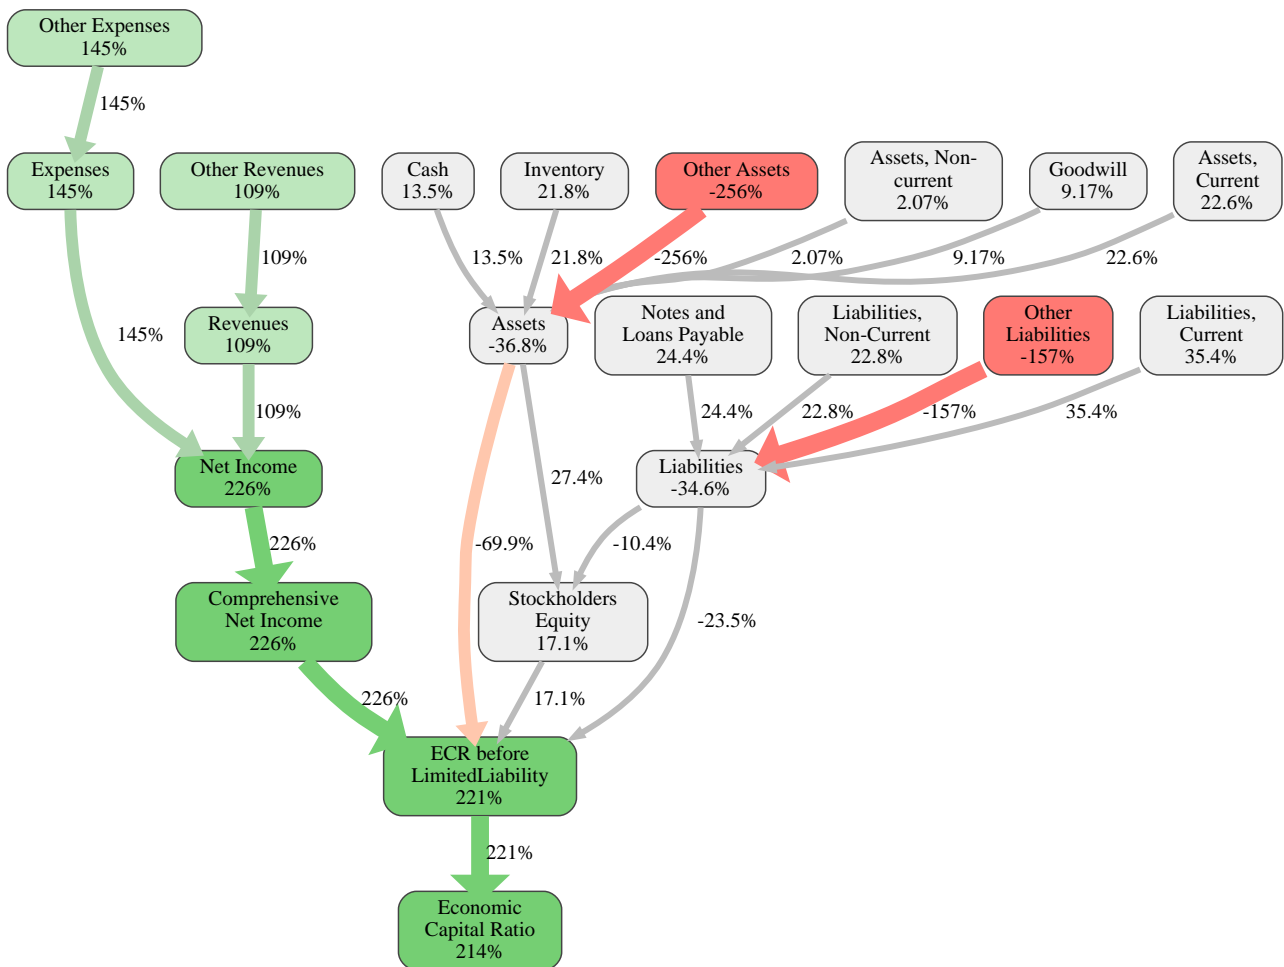 Other Expenses
145%
145%
Expenses
145%
Other Revenues
109%
Cash
13.5%
Inventory
21.8%
Other Assets
-256%
Assets, Non-
current
2.07%
Goodwill
9.17%
Assets,
Current
22.6%
109%
13.5%
21.8%
-256%
2.07%
9.17%
22.6%
145%
Revenues
109%
Assets
-36.8%
Notes and
Loans Payable
24.4%
Liabilities,
Non-Current
22.8%
Other
Liabilities
-157%
Liabilities,
Current
35.4%
109%
24.4%
22.8%
-157%
35.4%
Net Income
226%
27.4%
Liabilities
-34.6%
226%
-69.9%
-10.4%
-23.5%
Comprehensive
Net Income
226%
Stockholders
Equity
17.1%
226%
17.1%
ECR before
LimitedLiability
221%
221%
Economic
Capital Ratio
214%